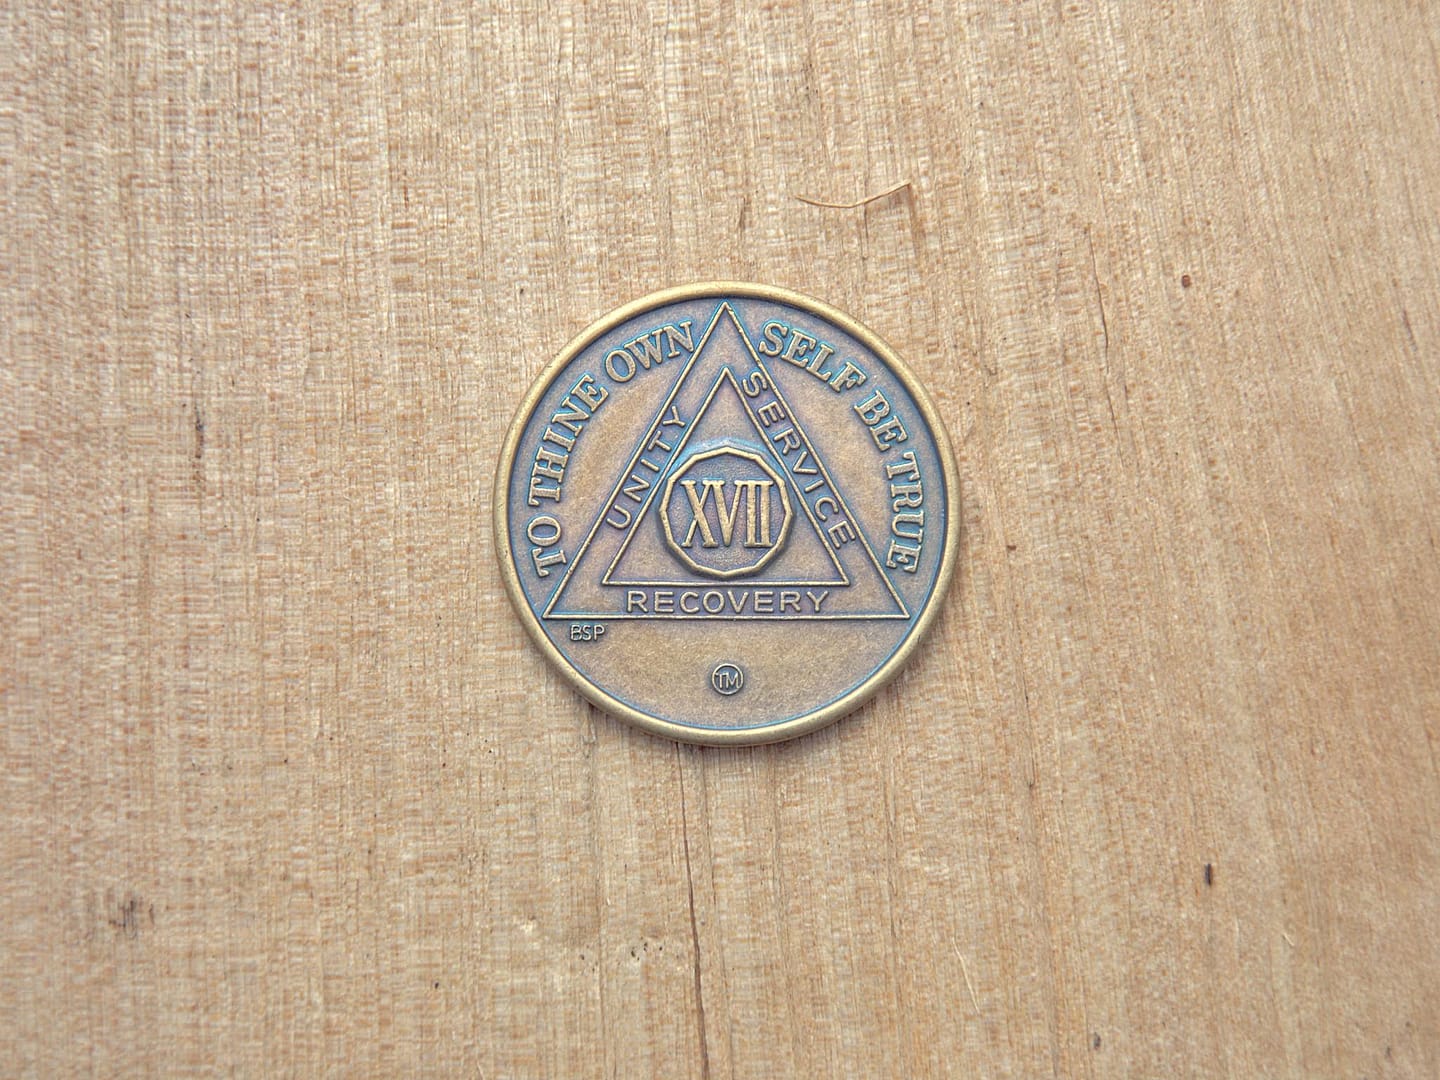 TO THINE OWN SELF BE TRUE
UNITY
SERVICE
XVII
RECOVERY
BSP
TM